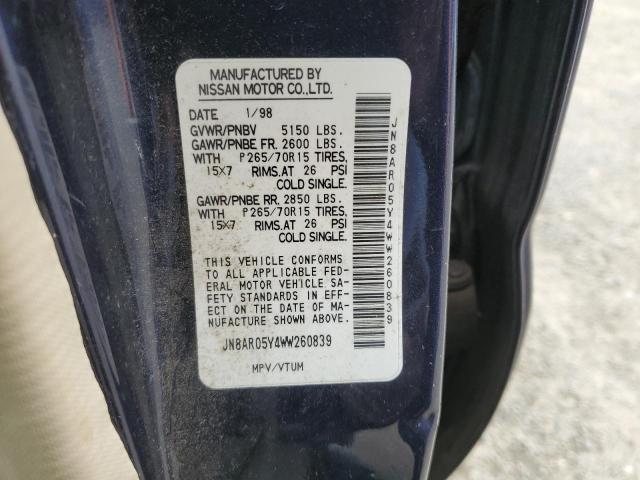 MANUFACTURED BY
NISSAN MOTOR CO.,LTD.
DATE 1/98
GVWR/PNBV 5150 LBS.
GAWR/PNBE FR. 2600 LBS.
WITH P265/70R15 TIRES,
15X7 RIMS.AT 26 PSI
COLD SINGLE.
GAWR/PNBE RR. 2850 LBS.
WITH P265/70R15 TIRES,
15X7 RIMS.AT 26 PSI
COLD SINGLE.
THIS VEHICLE CONFORMS
TO ALL APPLICABLE FED-
ERAL MOTOR VEHICLE SA-
FETY STANDARDS IN EFF-
ECT ON THE DATE OF MA-
NUFACTURE SHOWN ABOVE.
JN8AR05Y4WW260839
MPV/VTUM
JN8AR05Y4WW260839